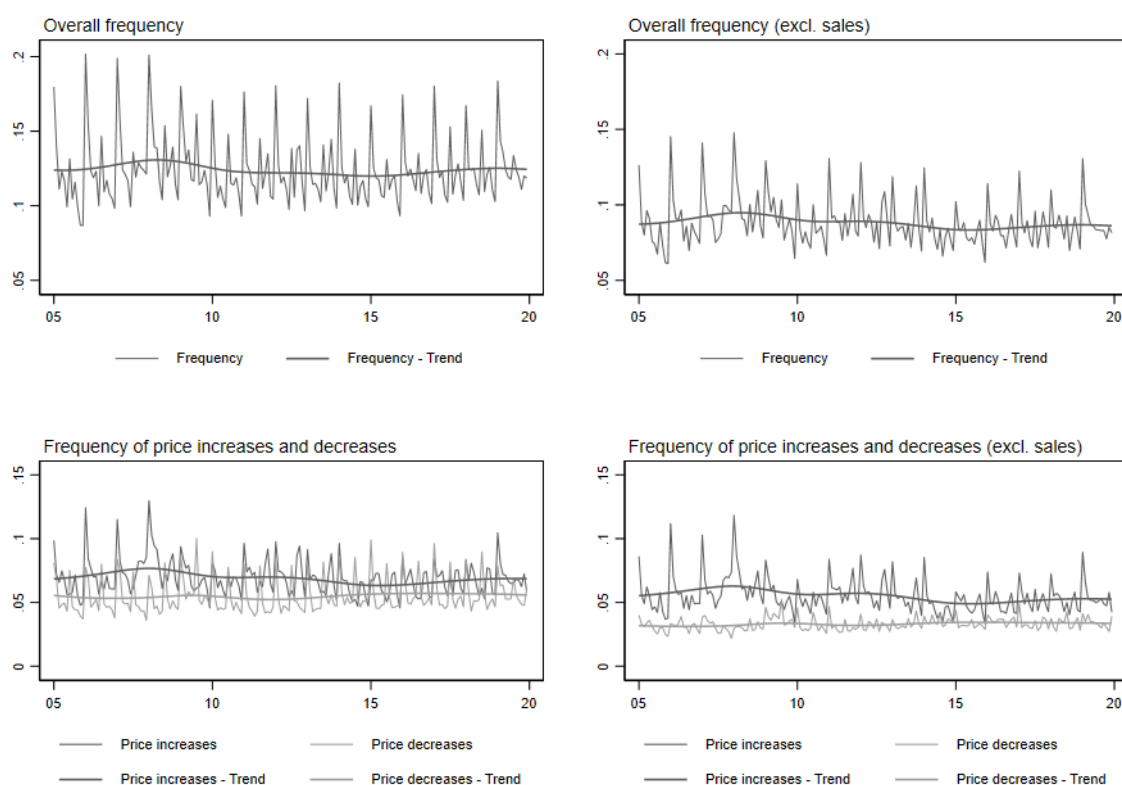 Overall frequency
.2
.15
.1
.05
05 10 15 20
Frequency Frequency - Trend
Overall frequency (excl. sales)
.2
.15
.1
.05
05 10 15 20
Frequency Frequency - Trend
Frequency of price increases and decreases
.15
.1
.05
0
05 10 15 20
Price increases Price decreases
Price increases - Trend Price decreases - Trend
Frequency of price increases and decreases (excl. sales)
.15
.1
.05
0
05 10 15 20
Price increases Price decreases
Price increases - Trend Price decreases - Trend